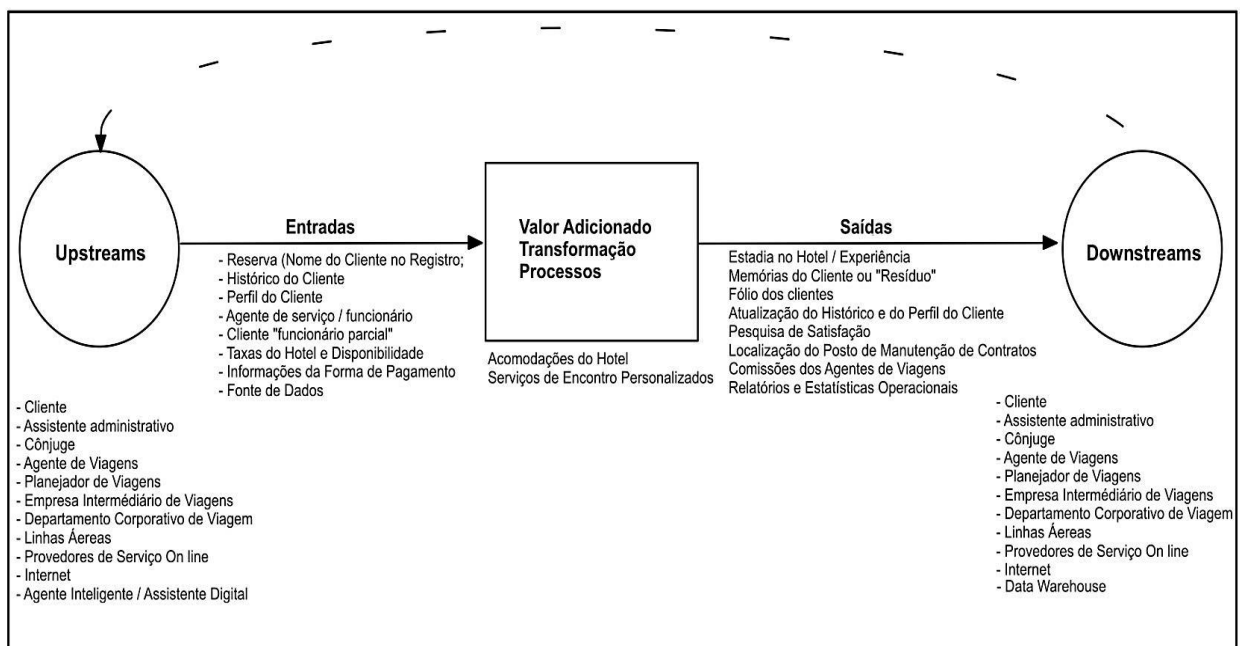 Upstreams
- Cliente
- Assistente administrativo
- Cônjuge
- Agente de Viagens
- Planejador de Viagens
- Empresa Intermédiário de Viagens
- Departamento Corporativo de Viagem
- Linhas Áereas
- Provedores de Serviço On line
- Internet
- Agente Inteligente / Assistente Digital
Entradas
- Reserva (Nome do Cliente no Registro;
- Histórico do Cliente
- Perfil do Cliente
- Agente de serviço / funcionário
- Cliente "funcionário parcial"
- Taxas do Hotel e Disponibilidade
- Informações da Forma de Pagamento
- Fonte de Dados
Valor Adicionado
Transformação
Processos
Acomodações do Hotel
Serviços de Encontro Personalizados
Saídas
Estadia no Hotel / Experiência
Memórias do Cliente ou "Resíduo"
Fólio dos clientes
Atualização do Histórico e do Perfil do Cliente
Pesquisa de Satisfação
Localização do Posto de Manutenção de Contratos
Comissões dos Agentes de Viagens
Relatórios e Estatísticas Operacionais
Downstreams
- Cliente
- Assistente administrativo
- Cônjuge
- Agente de Viagens
- Planejador de Viagens
- Empresa Intermédiário de Viagens
- Departamento Corporativo de Viagem
- Linhas Áereas
- Provedores de Serviço On line
- Internet
- Data Warehouse